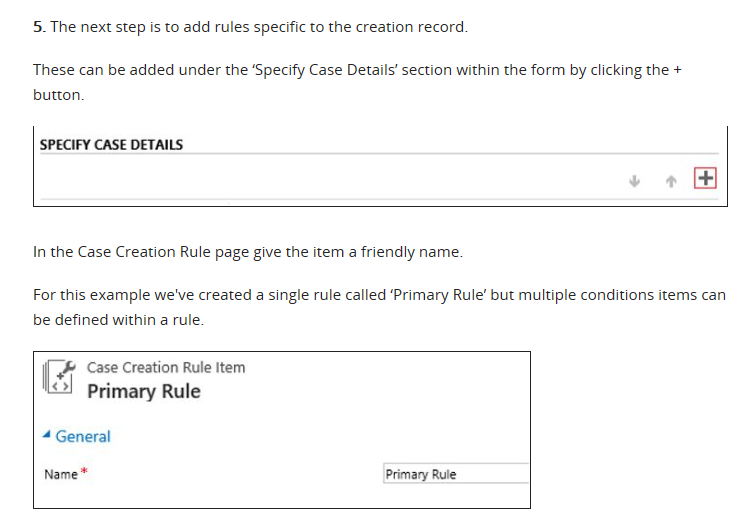 5. The next step is to add rules specific to the creation record.
These can be added under the ‘Specify Case Details’ section within the form by clicking the +
button.
SPECIFY CASE DETAILS
In the Case Creation Rule page give the item a friendly name.
For this example we've created a single rule called ‘Primary Rule’ but multiple conditions items can
be defined within a rule.
Case Creation Rule Item
Primary Rule
General
Name *
Primary Rule